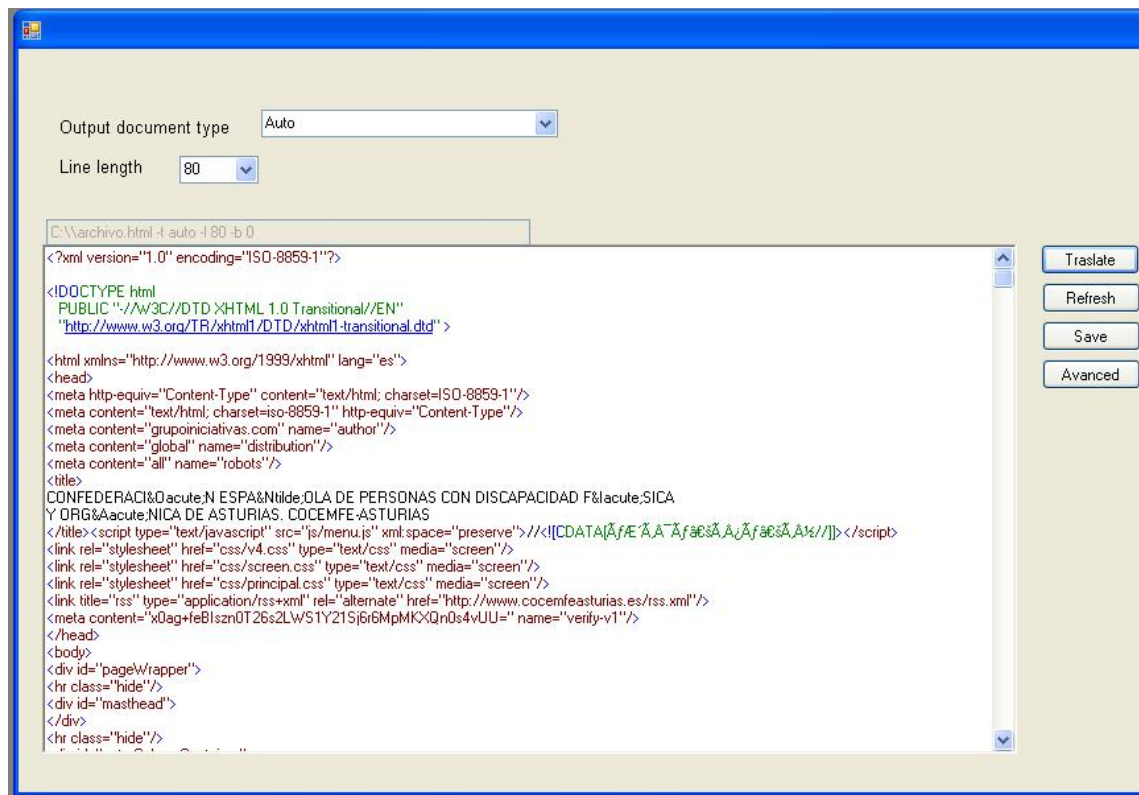 Output document type Auto
Line length 80
C:\\archivo.html -t auto -l 80 -b 0
<?xml version="1.0" encoding="ISO-8859-1"?>
<!DOCTYPE html
PUBLIC "-//W3C//DTD XHTML 1.0 Transitional//EN"
"http://www.w3.org/TR/xhtml1/DTD/xhtml1-transitional.dtd" >
<html xmlns="http://www.w3.org/1999/xhtml" lang="es">
<head>
<meta http-equiv="Content-Type" content="text/html; charset=ISO-8859-1"/>
<meta content="text/html; charset=iso-8859-1" http-equiv="Content-Type"/>
<meta content="grupoiniciativas.com" name="author"/>
<meta content="global" name="distribution"/>
<meta content="all" name="robots"/>
<title>
CONFEDERACI&Oacute;N ESPA&Ntilde;OLA DE PERSONAS CON DISCAPACIDAD F&Iacute;SICA
Y ORG&Aacute;NICA DE ASTURIAS. COCEMFE-ASTURIAS
</title><script type="text/javascript" src="js/menu.js" xml:space="preserve">//<![CDATA[//]]></script>
<link rel="stylesheet" href="css/v4.css" type="text/css" media="screen"/>
<link rel="stylesheet" href="css/screen.css" type="text/css" media="screen"/>
<link rel="stylesheet" href="css/principal.css" type="text/css" media="screen"/>
<link title="rss" type="application/rss+xml" rel="alternate" href="http://www.cocemfeasturias.es/rss.xml"/>
<meta content="x0ag+feBIszn0T26s2LWS1Y21Sj6r6MpMKXQn0s4vUU=" name="verify-v1"/>
</head>
<body>
<div id="pageWrapper">
<hr class="hide"/>
<div id="masthead">
</div>
<hr class="hide"/>
Traslate
Refresh
Save
Avanced